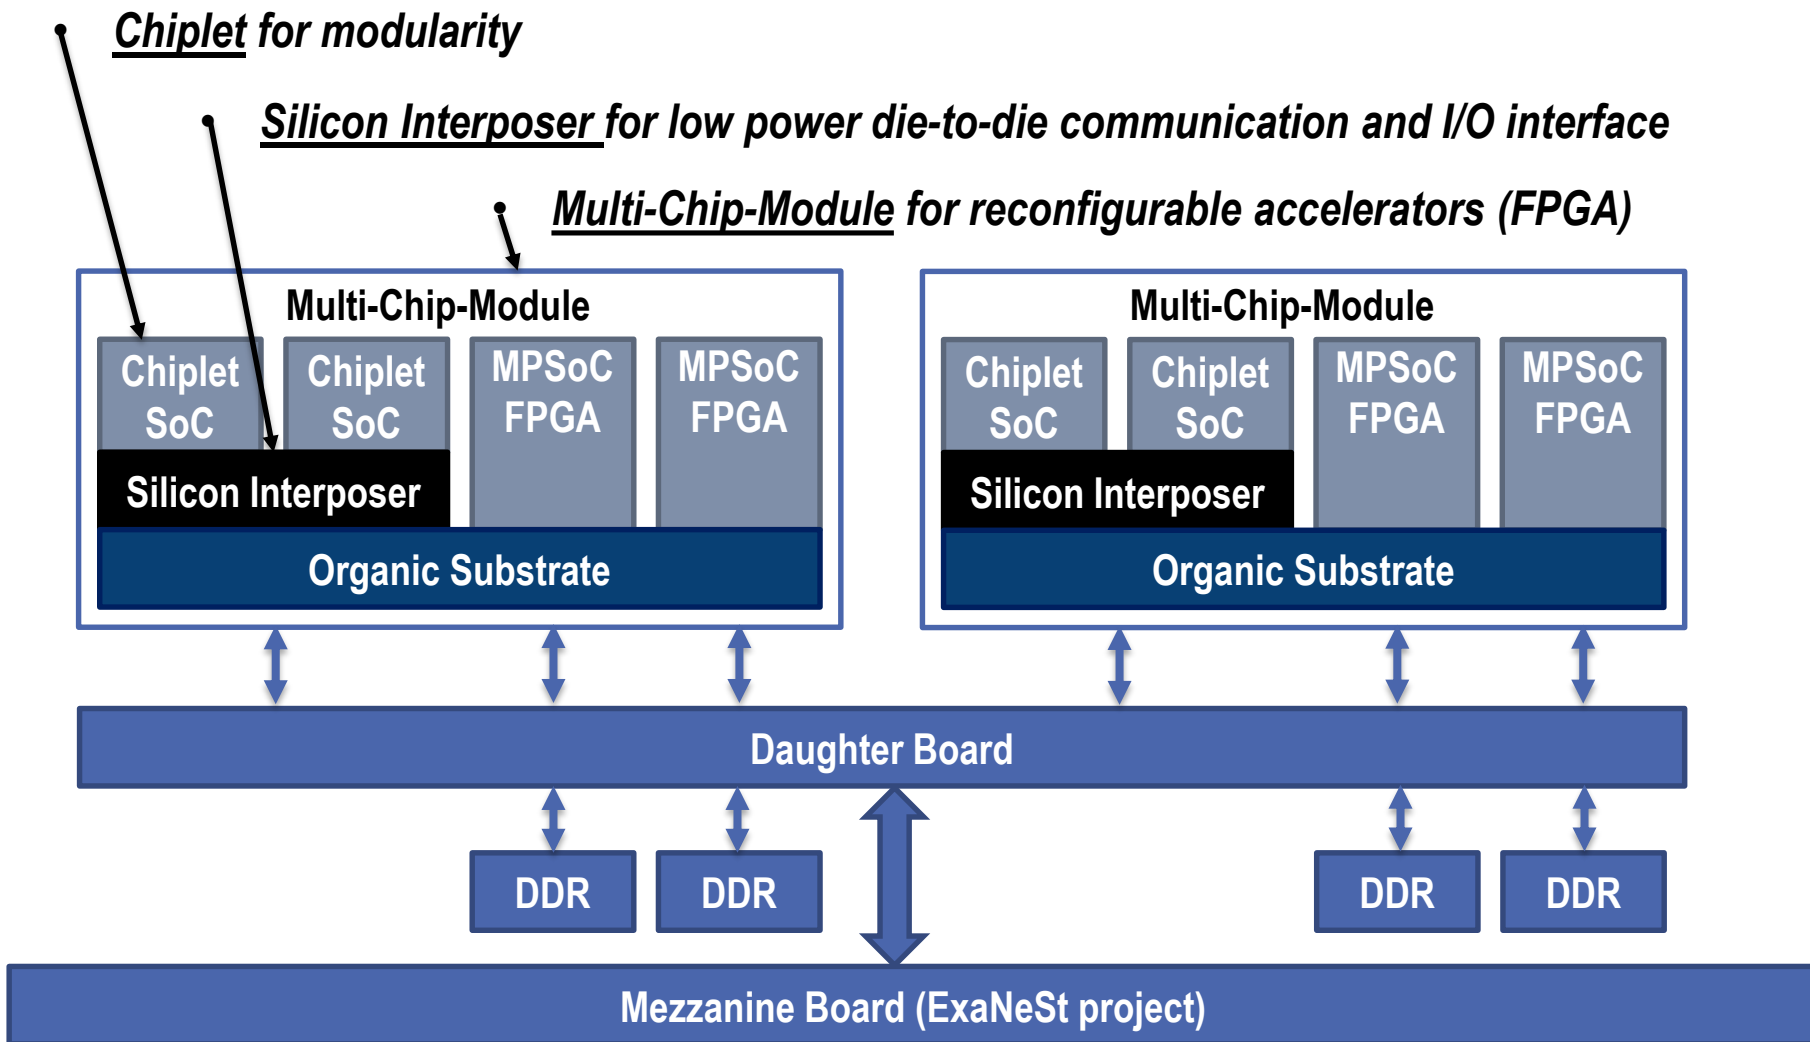 • Chiplet for modularity
• Silicon Interposer for low power die-to-die communication and I/O interface
• Multi-Chip-Module for reconfigurable accelerators (FPGA)
Multi-Chip-Module
Chiplet
SoC
Chiplet
SoC
MPSoC
FPGA
MPSoC
FPGA
Silicon Interposer
Organic Substrate
Multi-Chip-Module
Chiplet
SoC
Chiplet
SoC
MPSoC
FPGA
MPSoC
FPGA
Silicon Interposer
Organic Substrate
Daughter Board
DDR
DDR
DDR
DDR
Mezzanine Board (ExaNeSt project)